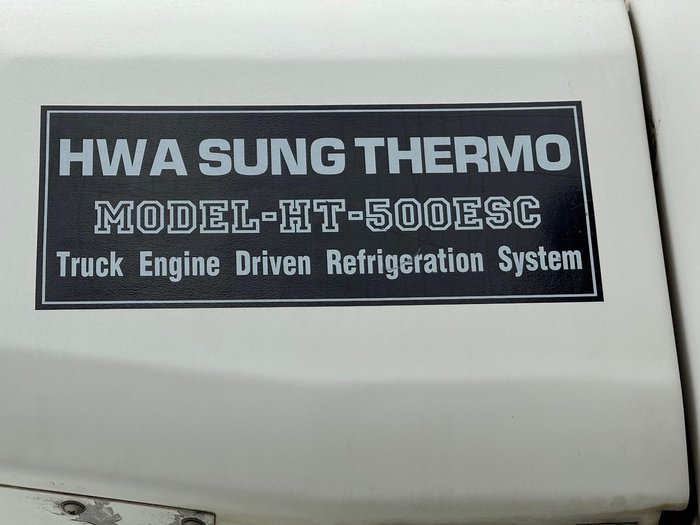 HWA SUNG THERMO
MODEL-HT-500ESC
Truck Engine Driven Refrigeration System